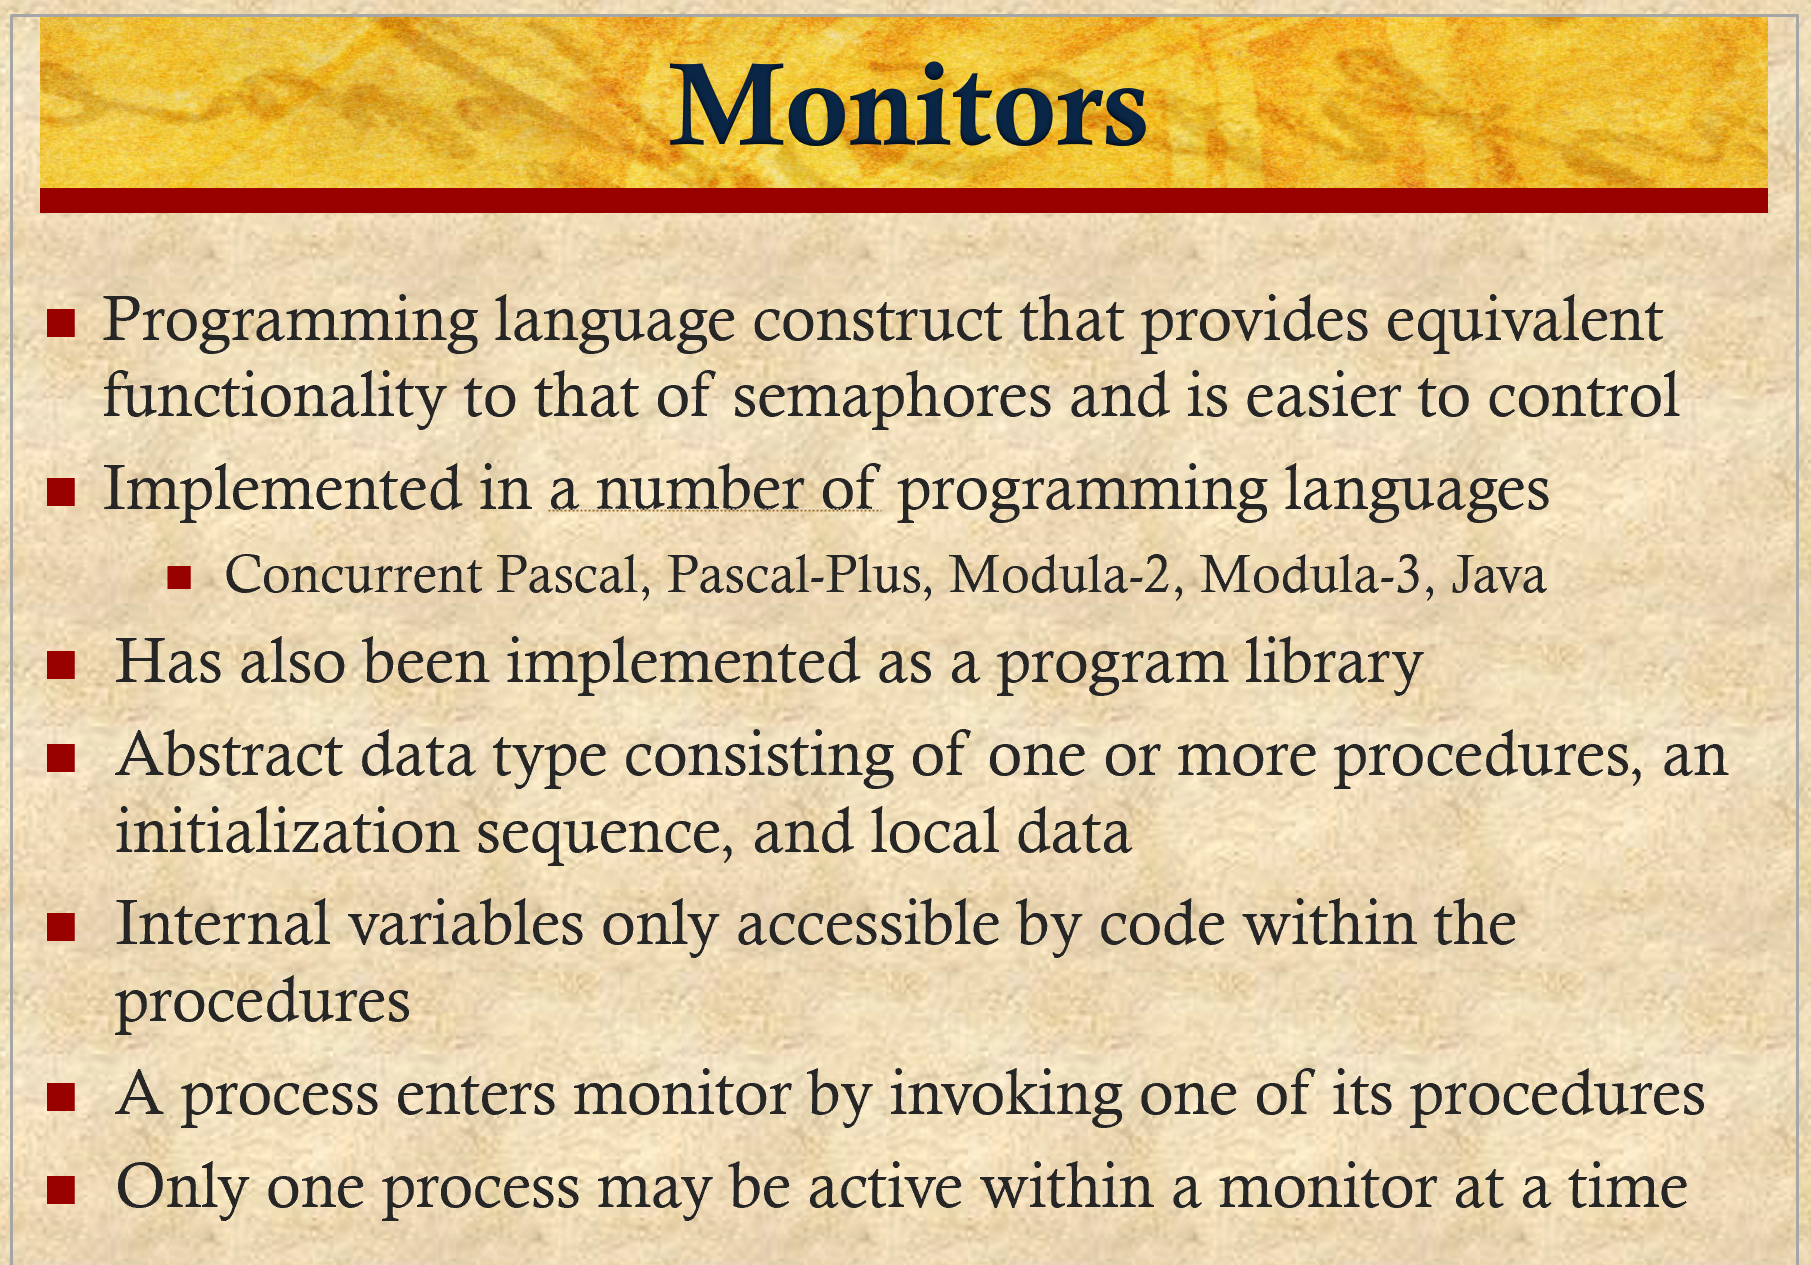 Monitors
Programming language construct that provides equivalent
functionality to that of semaphores and is easier to control
Implemented in a number of programming languages
Concurrent Pascal, Pascal-Plus, Modula-2, Modula-3, Java
Has also been implemented as a program library
Abstract data type consisting of one or more procedures, an
initialization sequence, and local data
Internal variables only accessible by code within the
procedures
A process enters monitor by invoking one of its procedures
Only one process may be active within a monitor at a time